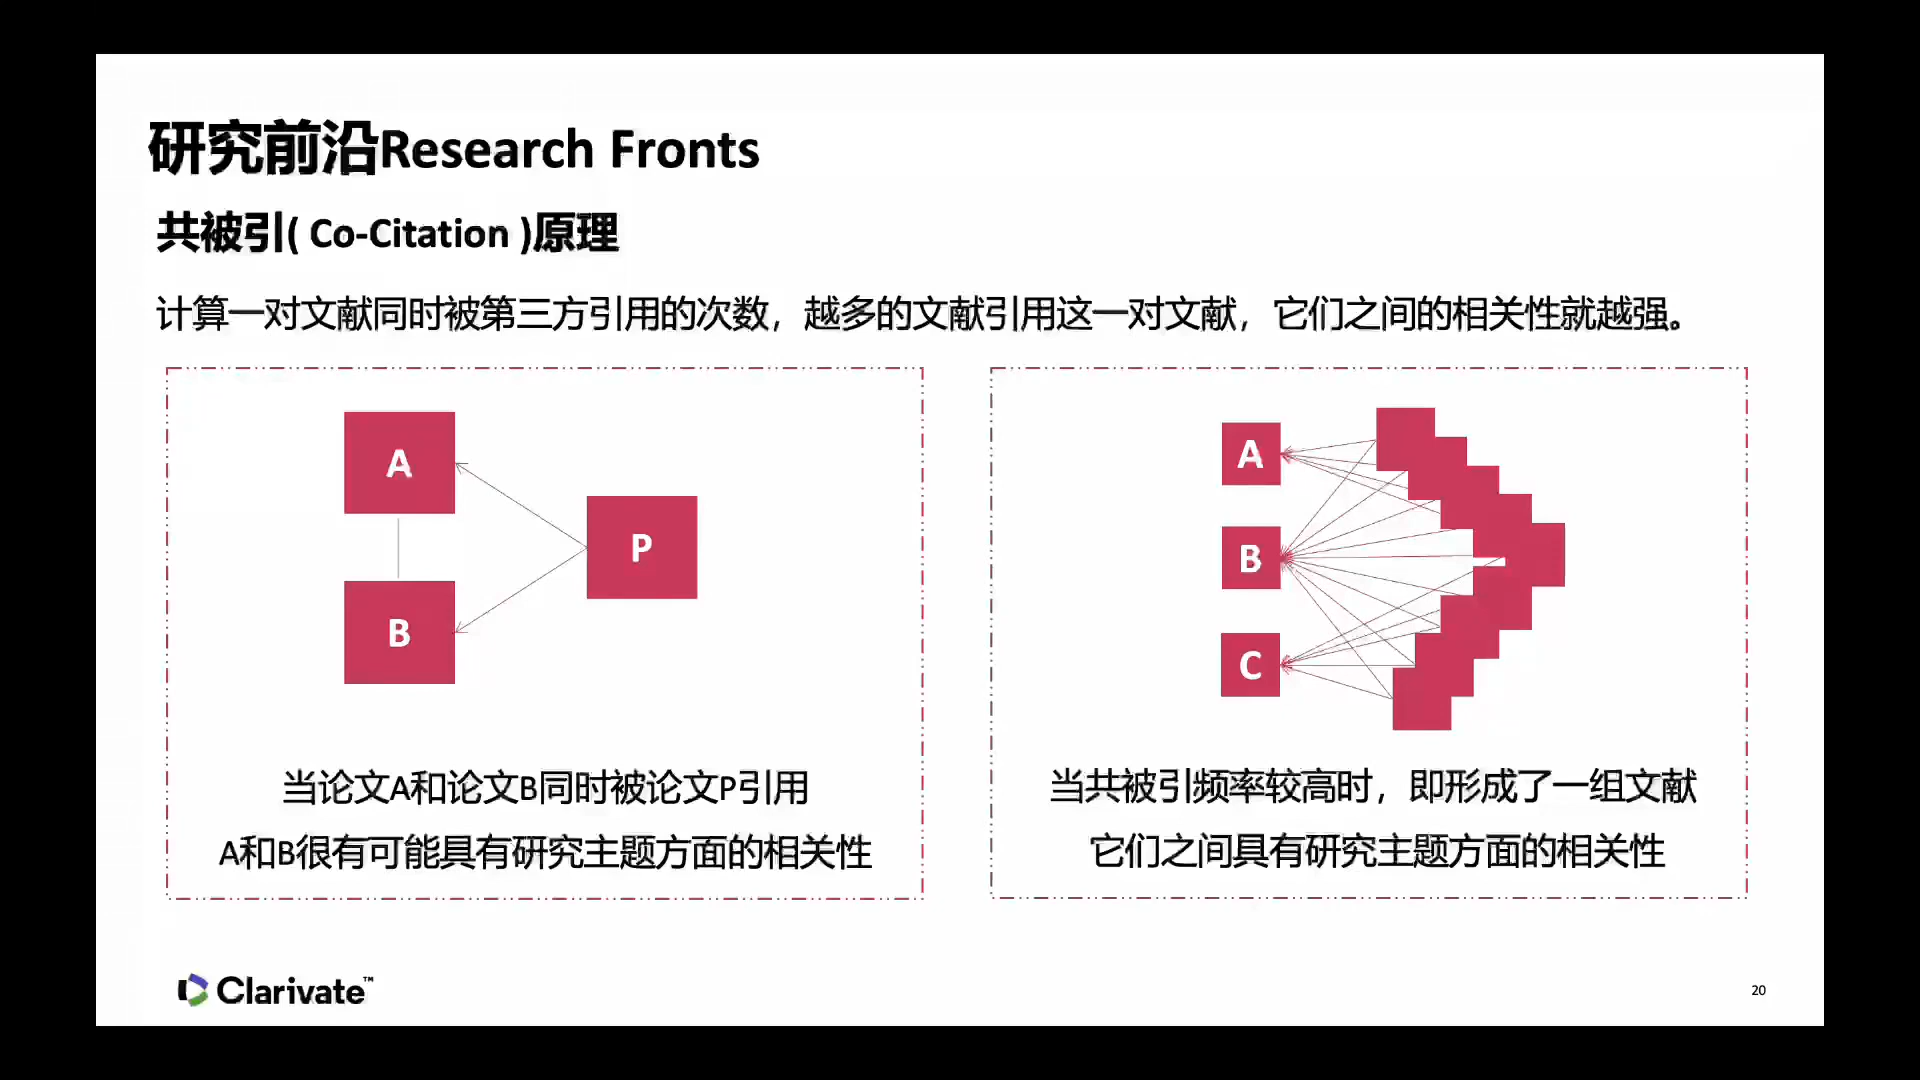 研究前沿Research Fronts
共被引( Co-Citation )原理
计算一对文献同时被第三方引用的次数，越多的文献引用这一对文献，它们之间的相关性就越强。
A
P
B
当论文A和论文B同时被论文P引用
A和B很有可能具有研究主题方面的相关性
A
B
C
当共被引频率较高时，即形成了一组文献
它们之间具有研究主题方面的相关性
Clarivate™
20